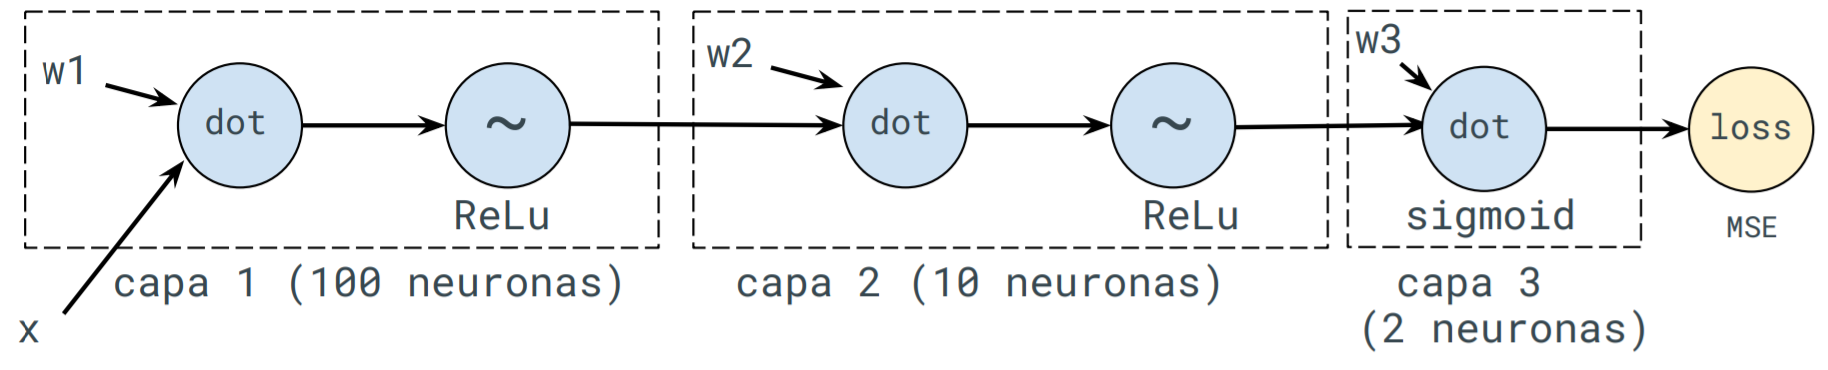 w1
dot
~
ReLu
capa 1 (100 neuronas)
x
w2
dot
~
ReLu
capa 2 (10 neuronas)
w3
dot
sigmoid
capa 3
(2 neuronas)
loss
MSE